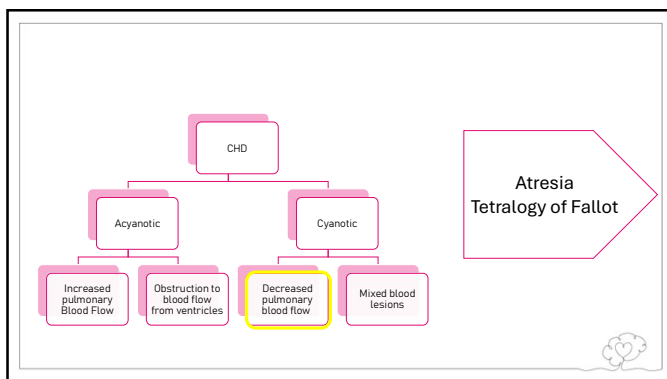 CHD
Acyanotic
Cyanotic
Increased
pulmonary
Blood Flow
Obstruction to
blood flow
from ventricles
Decreased
pulmonary
blood flow
Mixed blood
lesions
Atresia
Tetralogy of Fallot